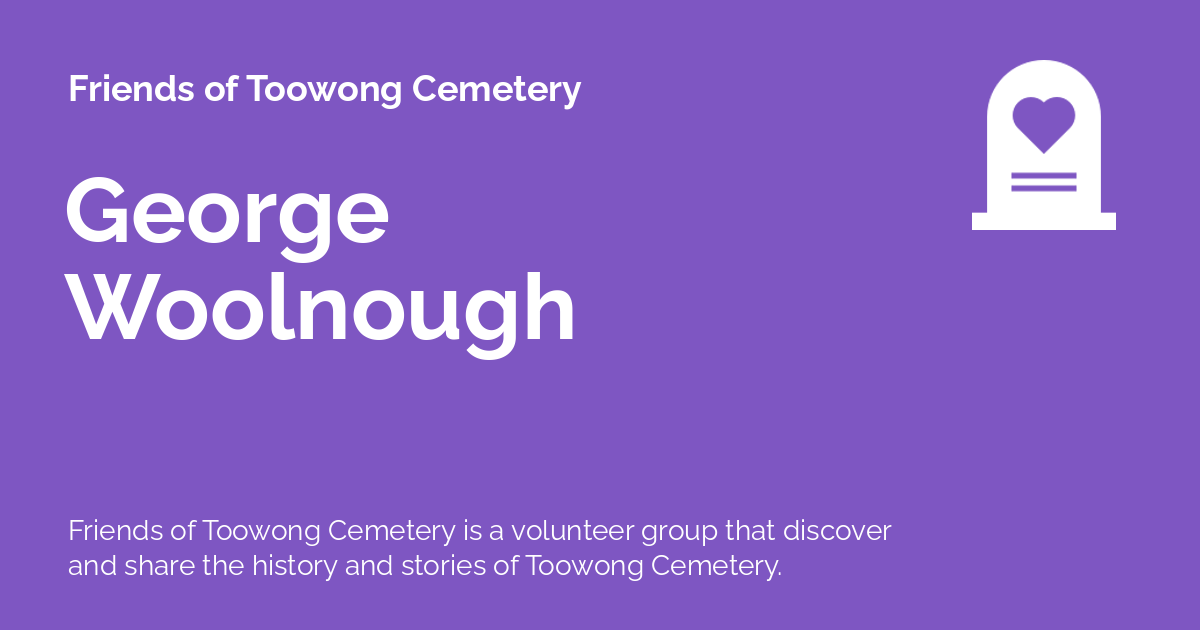 Friends of Toowong Cemetery
George
Woolnough
Friends of Toowong Cemetery is a volunteer group that discover
and share the history and stories of Toowong Cemetery.